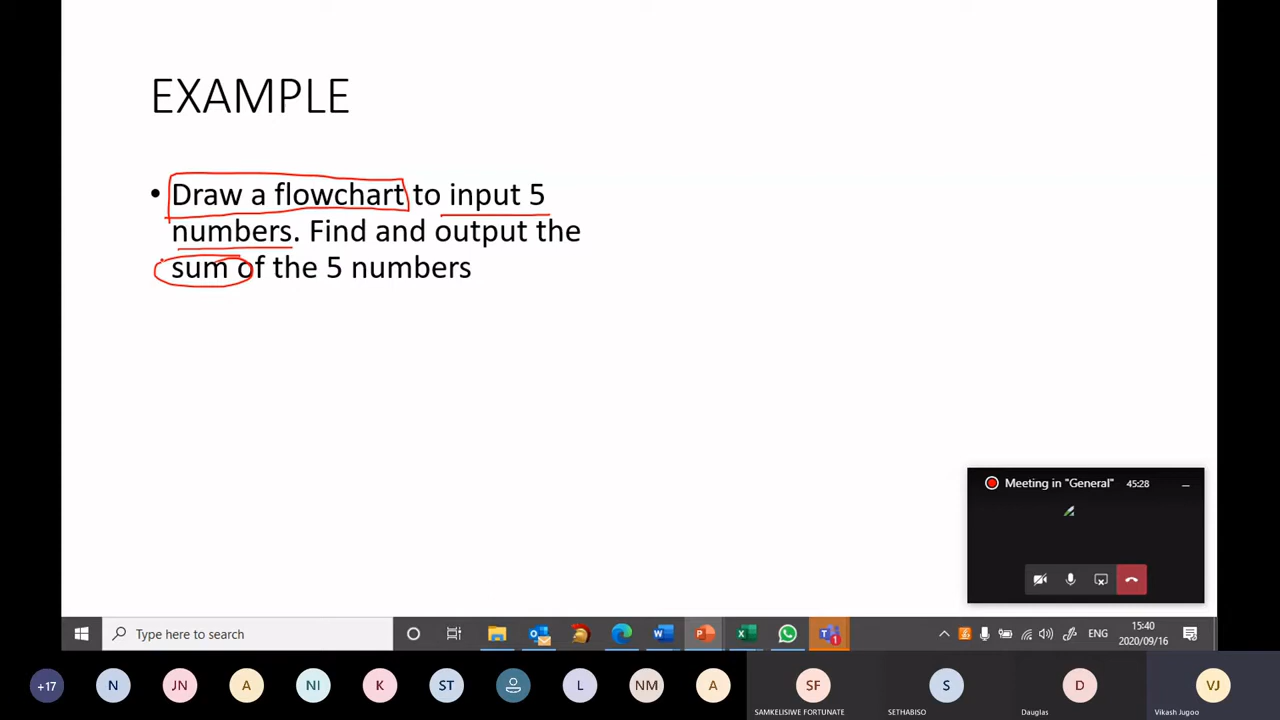 EXAMPLE
• Draw a flowchart to input 5
numbers. Find and output the
sum of the 5 numbers
Meeting in "General" 45:28
Type here to search
ENG
15:40
2020/09/16
1
+17 N JN A NI K ST L NM A SF S D VJ
SAMKELISIWE FORTUNATE SETHABISO Dauglas Vikash Jugoo